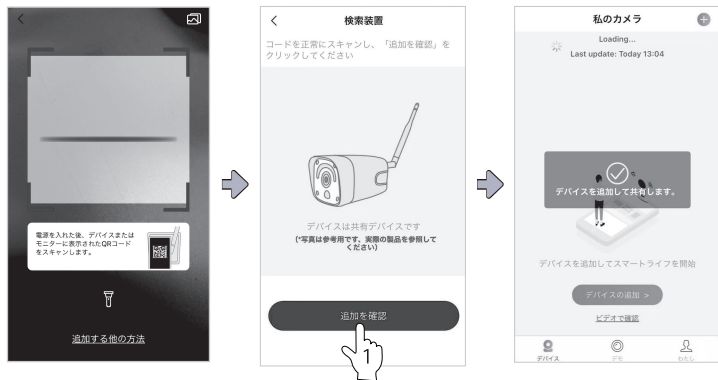 電源を入れた後、デバイスまたは
モニターに表示されたQRコード
をスキャンします。
追加する他の方法
検索装置
コードを正常にスキャンし、「追加を確認」を
クリックしてください
デバイスは共有デバイスです
(*写真は参考用です、実際の製品を参照して
ください)
追加を確認
1
私のカメラ
Loading...
Last update: Today 13:04
デバイスを追加して共有します。
デバイスを追加してスマートライフを開始
デバイスの追加 >
ビデオで確認
デバイス
デモ
わたし